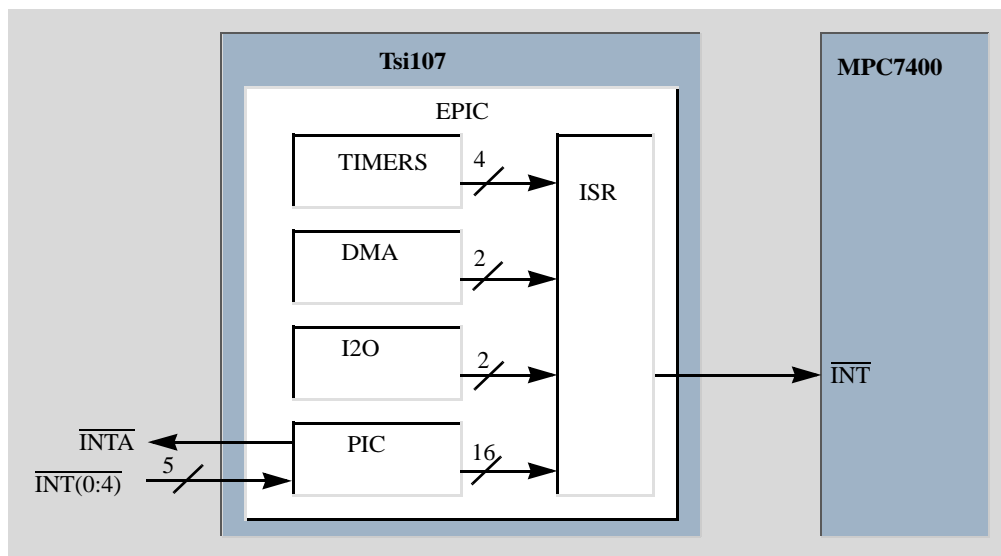 Tsi107
MPC7400
EPIC
TIMERS
4
ISR
DMA
2
I2O
2
INT
INTA
PIC
16
5
INT(0:4)